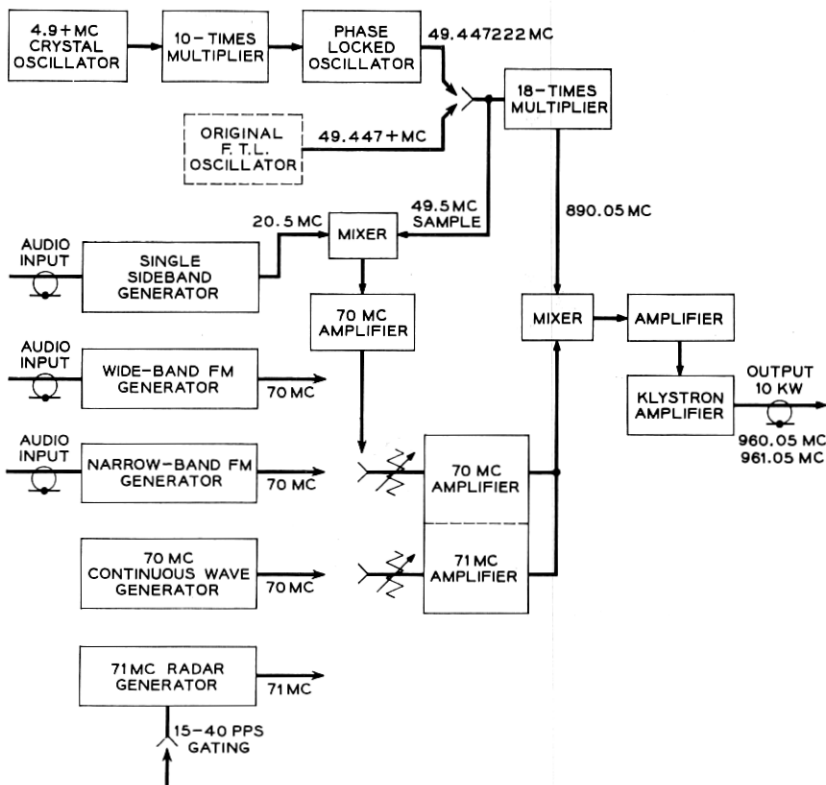 4.9+MC
CRYSTAL
OSCILLATOR
10-TIMES
MULTIPLIER
PHASE
LOCKED
OSCILLATOR
49.447222 MC
18-TIMES
MULTIPLIER
ORIGINAL
F. T. L.
OSCILLATOR
49.447+MC
49.5 MC
SAMPLE
890.05 MC
20.5 MC
MIXER
AUDIO
INPUT
SINGLE
SIDEBAND
GENERATOR
70 MC
AMPLIFIER
MIXER
AMPLIFIER
AUDIO
INPUT
WIDE-BAND FM
GENERATOR
70 MC
KLYSTRON
AMPLIFIER
OUTPUT
10 KW
960.05 MC
961.05 MC
AUDIO
INPUT
NARROW-BAND FM
GENERATOR
70 MC
70 MC
AMPLIFIER
70 MC
CONTINUOUS WAVE
GENERATOR
70 MC
71 MC
AMPLIFIER
71 MC RADAR
GENERATOR
71 MC
15-40 PPS
GATING